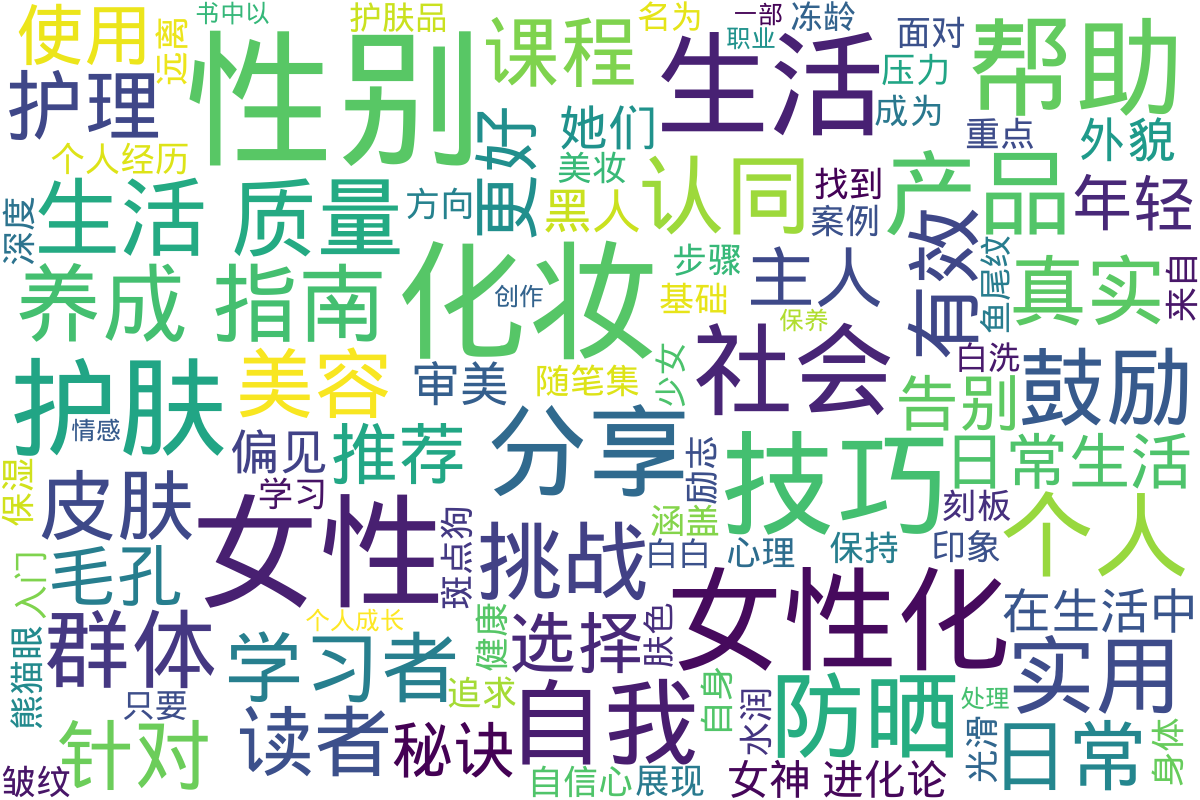 书中以
护肤品
名为
一部
冻龄
使用
远离
性别
课程
生活
职业
面对
帮助
护理
压力
成为
她们
更好
重点
外貌
个人经历
美妆
认同
找到
产品
年轻
深度
生活
质量
方向
黑人
案例
有效
养成
指南
化妆
创作
步骤
基础
主人
保养
鱼尾纹
真实
来自
护肤
情感
美容
审美
随笔集
少女
社会
白洗
告别
鼓励
偏见
推荐
分享
励志
技巧
日常生活
保湿
皮肤
学习
女性
斑点狗
挑战
涵盖
白白
心理
保持
刻板
印象
个人
入门
毛孔
女性化
在生活中
熊猫眼
群体
个人成长
学习者
健康
选择
肤色
实用
只要
追求
自我
自身
水润
防晒
处理
光滑
日常
身体
皱纹
针对
读者
秘诀
自信心
展现
女神
进化论